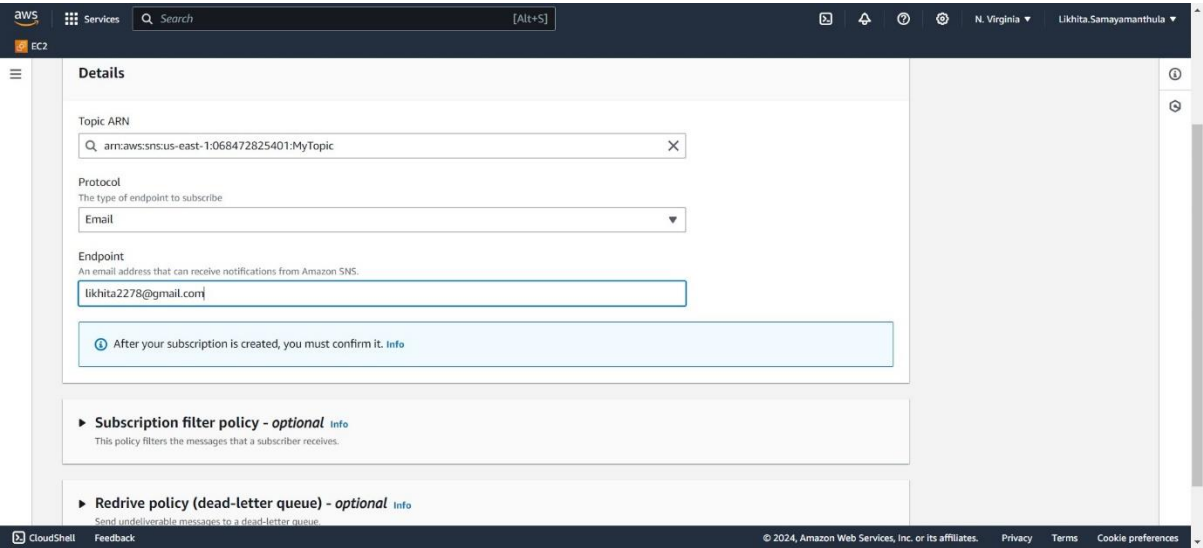 aws
Services
Search
[Alt+S]
N. Virginia
Likhita.Samayamanthula
EC2
Details
Topic ARN
arn:aws:sns:us-east-1:068472825401:MyTopic
Protocol
The type of endpoint to subscribe
Email
Endpoint
An email address that can receive notifications from Amazon SNS.
likhita2278@gmail.com
After your subscription is created, you must confirm it. Info
Subscription filter policy - optional Info
This policy filters the messages that a subscriber receives.
Redrive policy (dead-letter queue) - optional Info
Send undeliverable messages to a dead-letter queue.
CloudShell
Feedback
© 2024, Amazon Web Services, Inc. or its affiliates.
Privacy
Terms
Cookie preferences